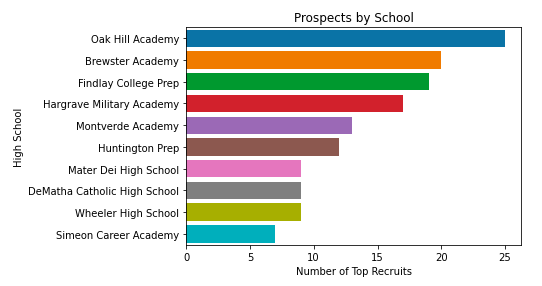 Prospects by School
High School
Oak Hill Academy
Brewster Academy
Findlay College Prep
Hargrave Military Academy
Montverde Academy
Huntington Prep
Mater Dei High School
DeMatha Catholic High School
Wheeler High School
Simeon Career Academy
0 5 10 15 20 25
Number of Top Recruits